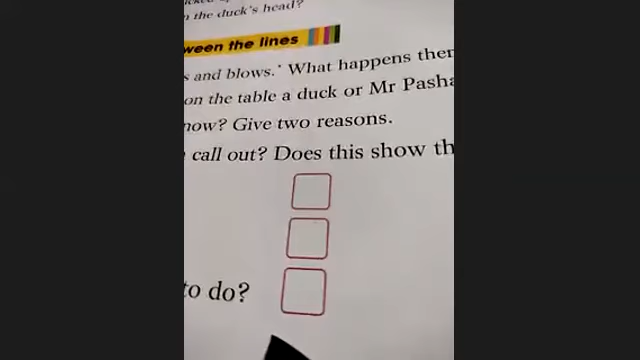 the duck's head?
ween the lines
s and blows.' What happens then
on the table a duck or Mr Pasha
now? Give two reasons.
call out? Does this show th
to do?